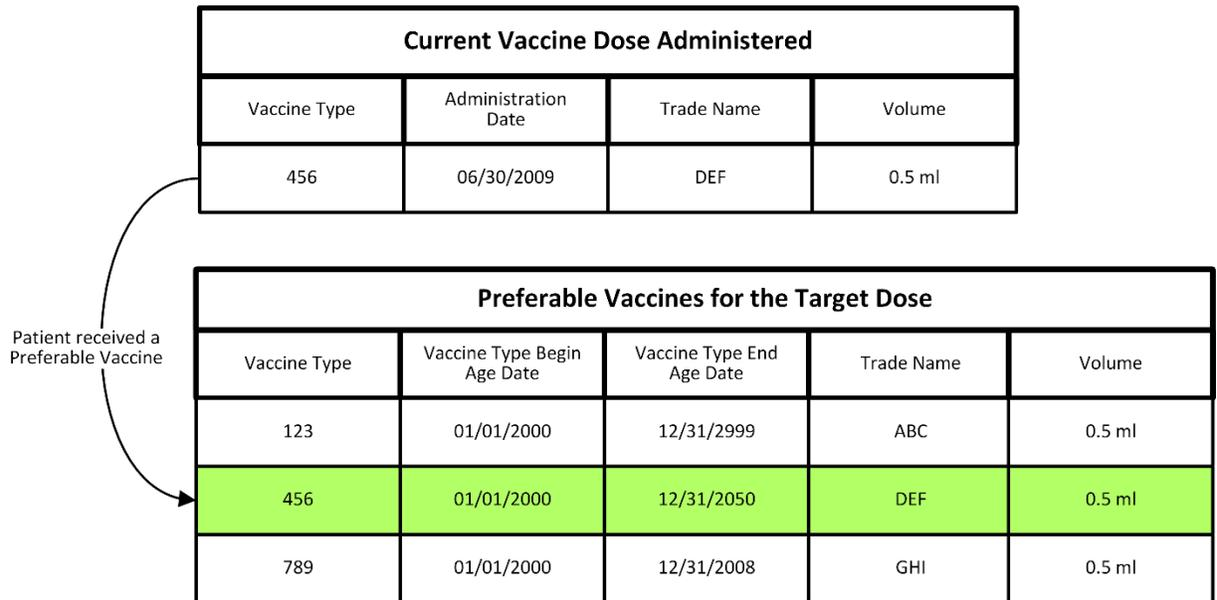 Current Vaccine Dose Administered
Vaccine Type
Administration
Date
Trade Name
Volume
456
06/30/2009
DEF
0.5 ml
Patient received a
Preferable Vaccine
Preferable Vaccines for the Target Dose
Vaccine Type
Vaccine Type Begin
Age Date
Vaccine Type End
Age Date
Trade Name
Volume
123
01/01/2000
12/31/2999
ABC
0.5 ml
456
01/01/2000
12/31/2050
DEF
0.5 ml
789
01/01/2000
12/31/2008
GHI
0.5 ml